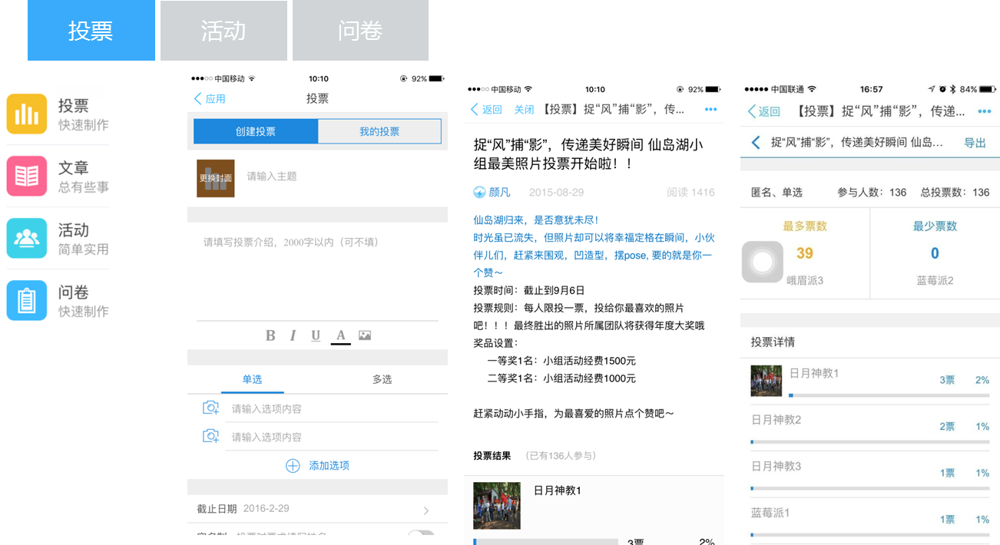 投票
活动
问卷
投票
快速制作
文章
总有些事
活动
简单实用
问卷
快速制作
中国移动
10:10
92%
应用
投票
创建投票
我的投票
更换封面
请输入主题
请填写投票介绍，2000字以内（可不填）
B I U A
单选
多选
请输入选项内容
请输入选项内容
添加选项
截止日期 2016-2-29
中国移动
10:10
92%
返回 关闭 【投票】捉“风”捕“影”，传...
捉“风”捕“影”，传递美好瞬间 仙岛湖小
组最美照片投票开始啦！！
颜凡 2015-08-29 阅读 1416
仙岛湖归来，是否意犹未尽！
时光虽已流失，但照片却可以将幸福定格在瞬间，小伙
伴儿们，赶紧来围观，凹造型，摆pose, 要的就是你一
个赞～
投票时间：截止到9月6日
投票规则：每人限投一票，投给你最喜欢的照片
吧！！！最终胜出的照片所属团队将获得年度大奖哦
奖品设置：
一等奖1名：小组活动经费1500元
二等奖1名：小组活动经费1000元
赶紧动动小手指，为最喜爱的照片点个赞吧～
投票结果 （已有136人参与）
日月神教1
3票 2%
中国联通
16:57
84%
返回 【投票】捉“风”捕“影”，传递...
捉“风”捕“影”，传递美好瞬间 仙岛... 导出
匿名、单选 参与人数：136 总投票数：136
最多票数
39
峨眉派3
最少票数
0
蓝莓派2
投票详情
日月神教1
3票 2%
日月神教2
2票 1%
日月神教3
1票 1%
蓝莓派1
1票 1%